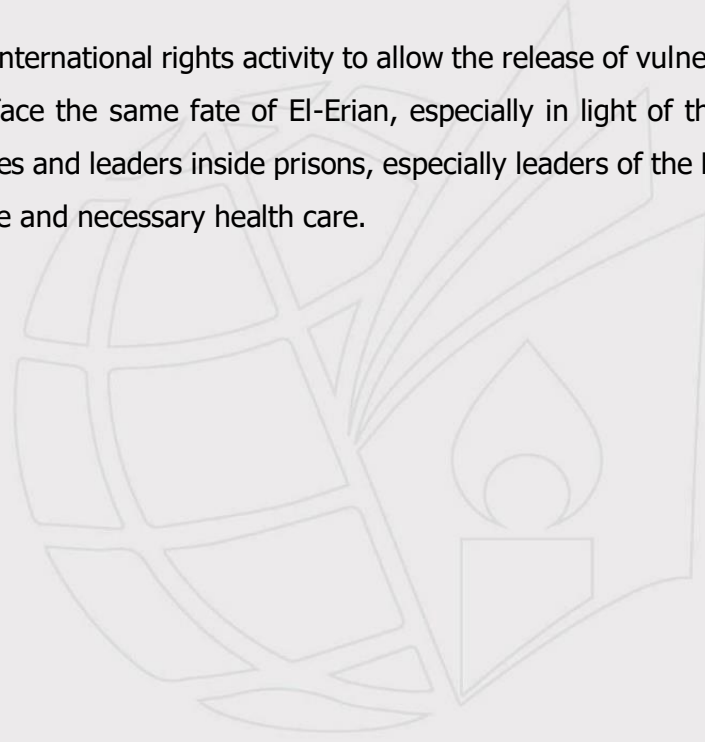 nternational rights activity to allow the release of vulne
ace the same fate of El-Erian, especially in light of th
es and leaders inside prisons, especially leaders of the
e and necessary health care.